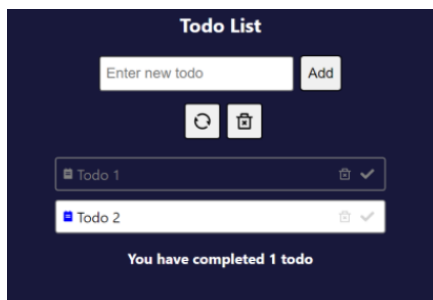 Todo List
Enter new todo Add
Todo 1
Todo 2
You have completed 1 todo